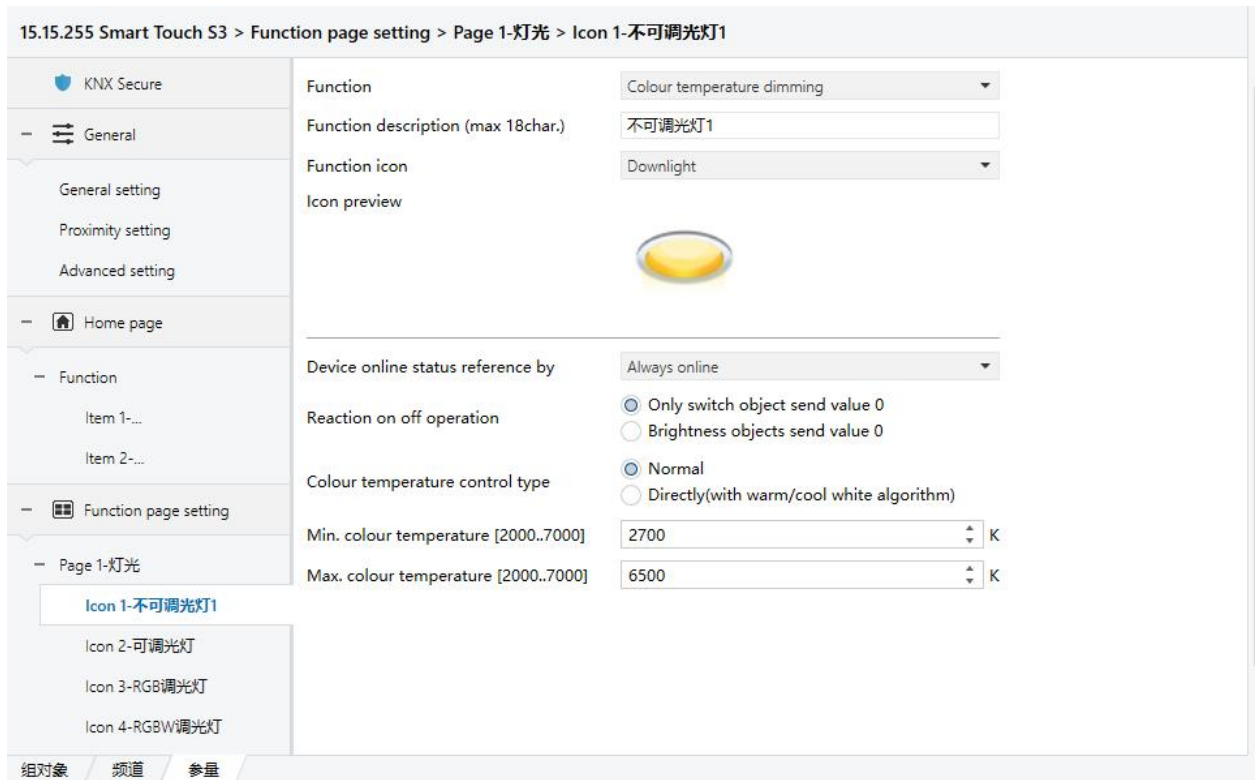 15.15.255 Smart Touch S3 > Function page setting > Page 1-灯光 > Icon 1-不可调光灯1
KNX Secure
General
General setting
Proximity setting
Advanced setting
Home page
Function
Item 1-...
Item 2-...
Function page setting
Page 1-灯光
Icon 1-不可调光灯1
Icon 2-可调光灯
Icon 3-RGB调光灯
Icon 4-RGBW调光灯
Function
Colour temperature dimming
Function description (max 18char.)
不可调光灯1
Function icon
Downlight
Icon preview
Device online status reference by
Always online
Reaction on off operation
Only switch object send value 0
Brightness objects send value 0
Colour temperature control type
Normal
Directly(with warm/cool white algorithm)
Min. colour temperature [2000..7000]
2700 K
Max. colour temperature [2000..7000]
6500 K
组对象 频道 参量